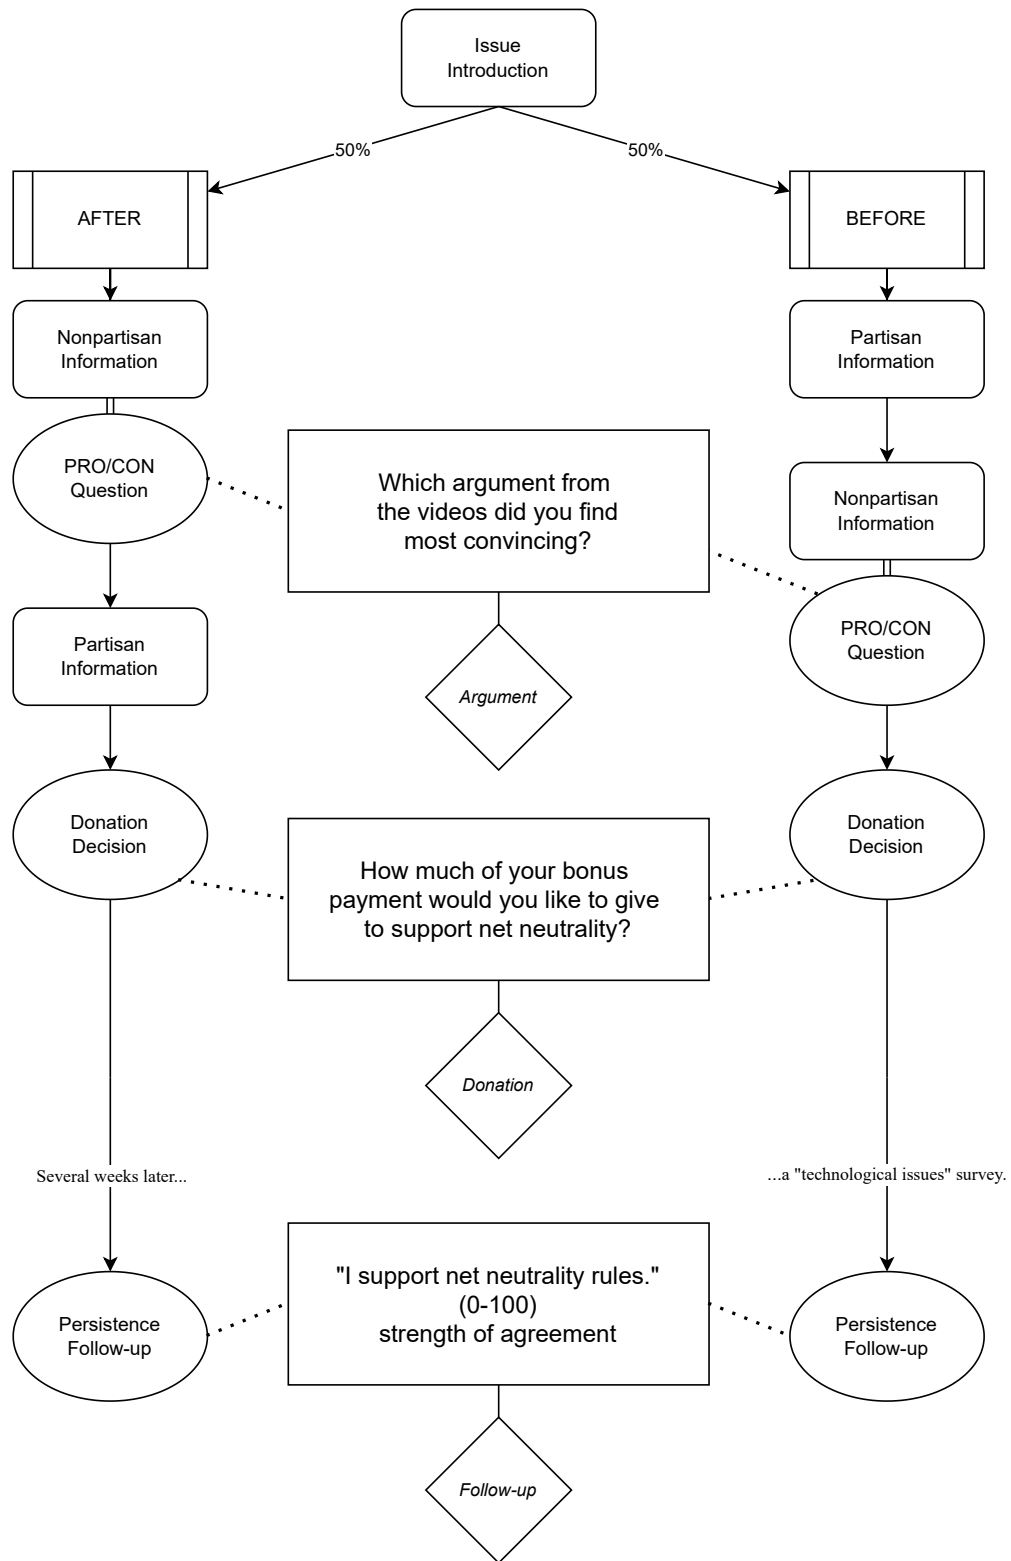 Issue
Introduction
50%
50%
AFTER
BEFORE
Nonpartisan
Information
Partisan
Information
PRO/CON
Question
Which argument from
the videos did you find
most convincing?
Nonpartisan
Information
PRO/CON
Question
Partisan
Information
Argument
Donation
Decision
How much of your bonus
payment would you like to give
to support net neutrality?
Donation
Decision
Donation
Several weeks later...
...a "technological issues" survey.
Persistence
Follow-up
"I support net neutrality rules."
(0-100)
strength of agreement
Persistence
Follow-up
Follow-up